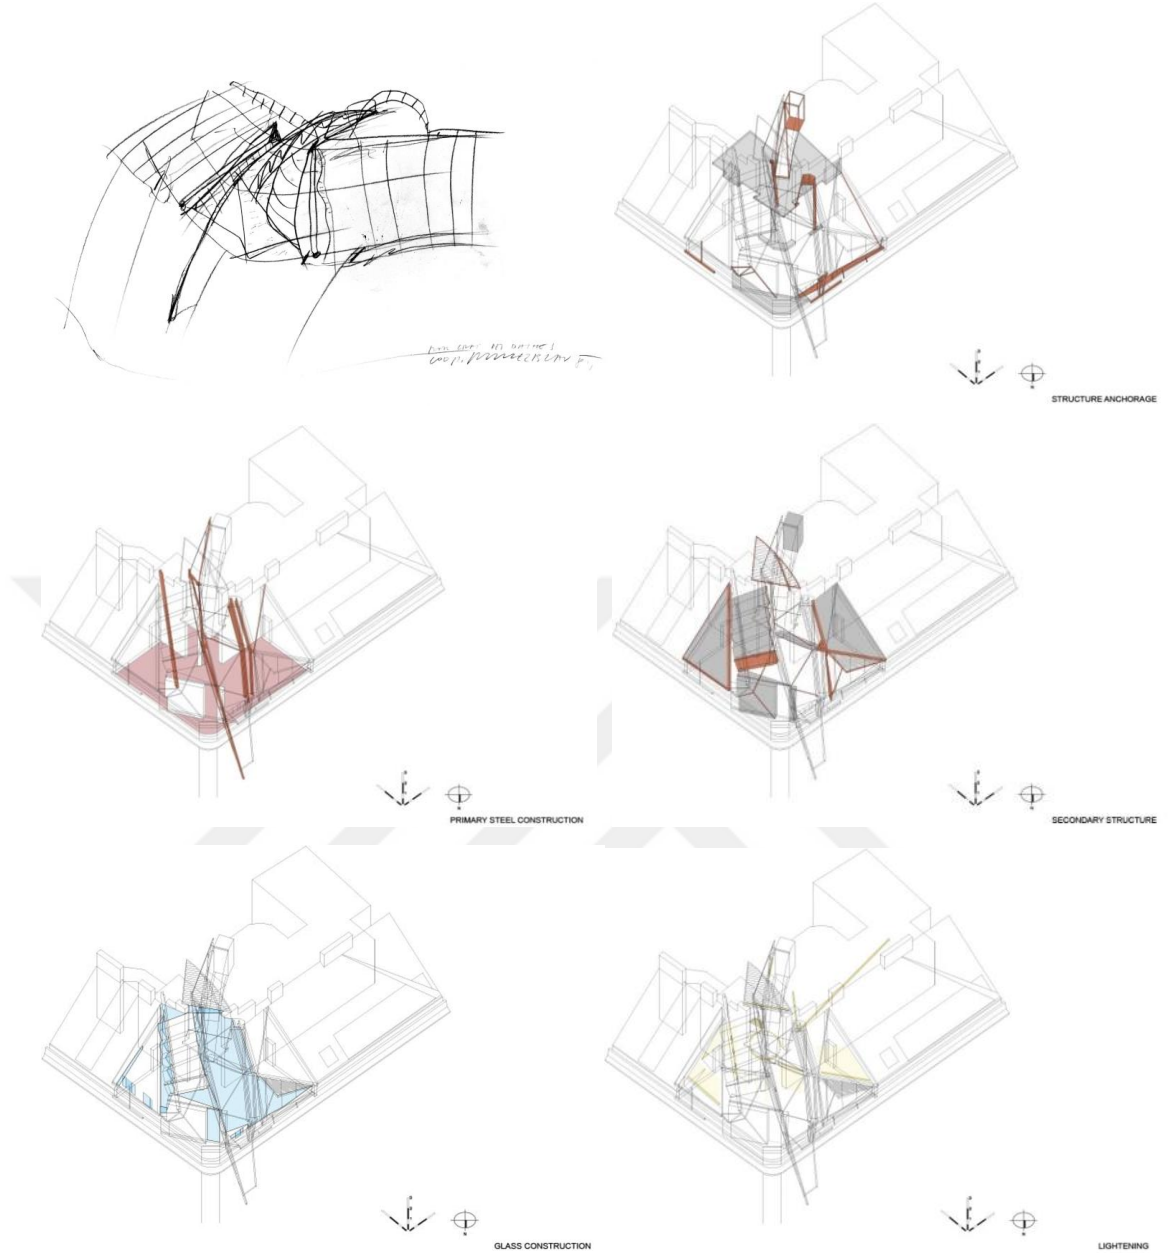 STRUCTURE ANCHORAGE
PRIMARY STEEL CONSTRUCTION
SECONDARY STRUCTURE
GLASS CONSTRUCTION
LIGHTENING